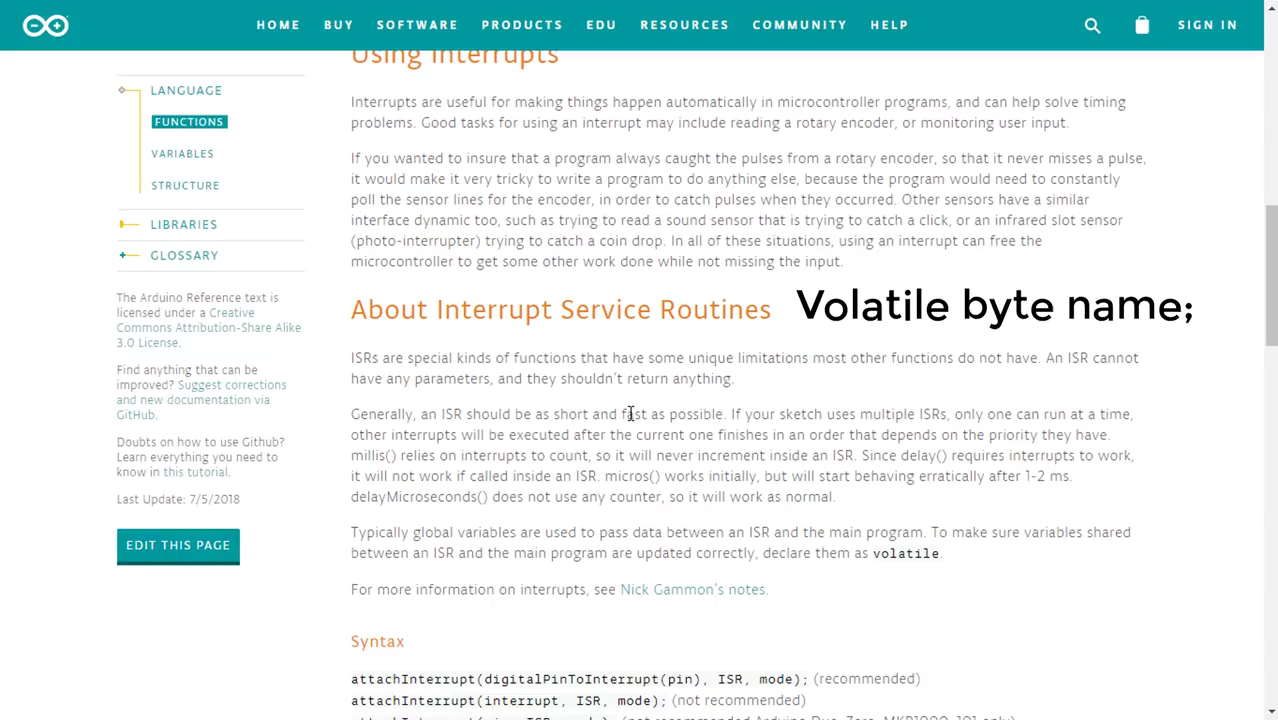 HOME BUY SOFTWARE PRODUCTS EDU RESOURCES COMMUNITY HELP SIGN IN
LANGUAGE
FUNCTIONS
VARIABLES
STRUCTURE
LIBRARIES
GLOSSARY
The Arduino Reference text is
licensed under a Creative
Commons Attribution-Share Alike
3.0 License.
Find anything that can be
improved? Suggest corrections
and new documentation via
GitHub.
Doubts on how to use Github?
Learn everything you need to
know in this tutorial.
Last Update: 7/5/2018
EDIT THIS PAGE
Using Interrupts
Interrupts are useful for making things happen automatically in microcontroller programs, and can help solve timing
problems. Good tasks for using an interrupt may include reading a rotary encoder, or monitoring user input.
If you wanted to insure that a program always caught the pulses from a rotary encoder, so that it never misses a pulse,
it would make it very tricky to write a program to do anything else, because the program would need to constantly
poll the sensor lines for the encoder, in order to catch pulses when they occurred. Other sensors have a similar
interface dynamic too, such as trying to read a sound sensor that is trying to catch a click, or an infrared slot sensor
(photo-interrupter) trying to catch a coin drop. In all of these situations, using an interrupt can free the
microcontroller to get some other work done while not missing the input.
About Interrupt Service Routines
Volatile byte name;
ISRs are special kinds of functions that have some unique limitations most other functions do not have. An ISR cannot
have any parameters, and they shouldn't return anything.
Generally, an ISR should be as short and fast as possible. If your sketch uses multiple ISRs, only one can run at a time,
other interrupts will be executed after the current one finishes in an order that depends on the priority they have.
millis() relies on interrupts to count, so it will never increment inside an ISR. Since delay() requires interrupts to work,
it will not work if called inside an ISR. micros() works initially, but will start behaving erratically after 1-2 ms.
delayMicroseconds() does not use any counter, so it will work as normal.
Typically global variables are used to pass data between an ISR and the main program. To make sure variables shared
between an ISR and the main program are updated correctly, declare them as volatile.
For more information on interrupts, see Nick Gammon's notes.
Syntax
attachInterrupt(digitalPinToInterrupt(pin), ISR, mode); (recommended)
attachInterrupt(interrupt, ISR, mode); (not recommended)